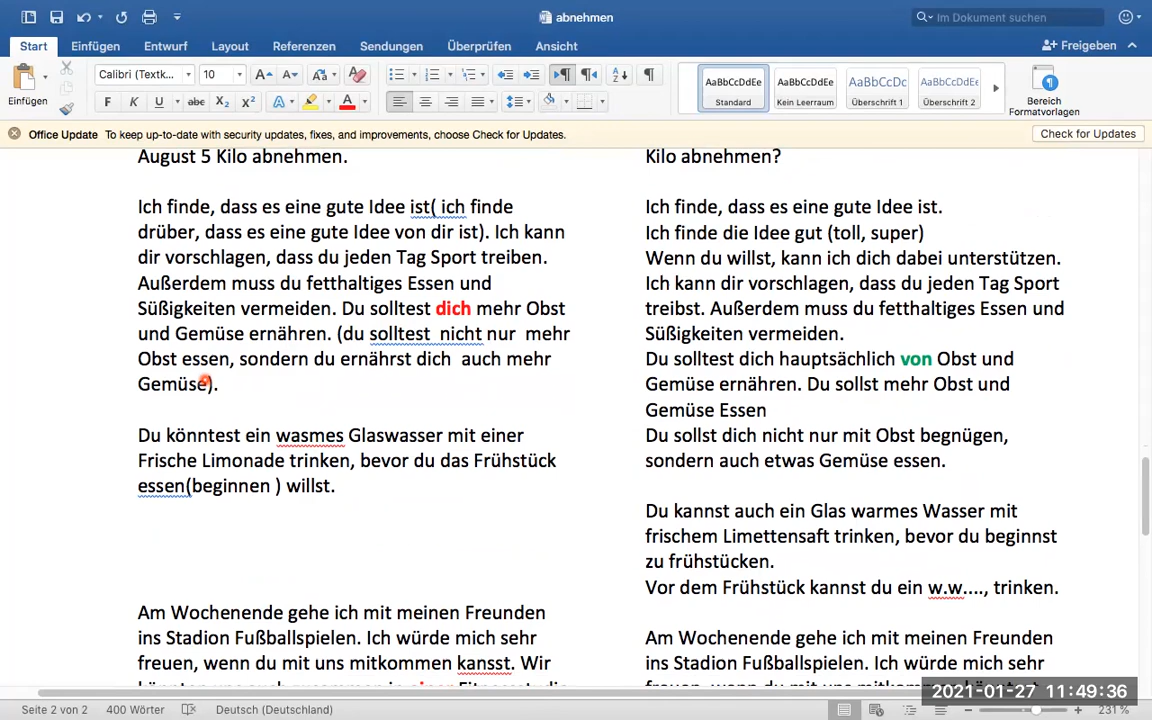 abnehmen
Im Dokument suchen
Start Einfügen Entwurf Layout Referenzen Sendungen Überprüfen Ansicht
Freigeben
Einfügen
Calibri (Textk... 10
F K U abc X₂ X²
AaBbCcDdEe AaBbCcDdEe AaBbCcDc AaBbCcDdEe
Standard Kein Leerraum Überschrift 1 Überschrift 2
Bereich
Formatvorlagen
Office Update To keep up-to-date with security updates, fixes, and improvements, choose Check for Updates.
Check for Updates
August 5 Kilo abnehmen.
Ich finde, dass es eine gute Idee ist( ich finde
drüber, dass es eine gute Idee von dir ist). Ich kann
dir vorschlagen, dass du jeden Tag Sport treiben.
Außerdem muss du fetthaltiges Essen und
Süßigkeiten vermeiden. Du solltest dich mehr Obst
und Gemüse ernähren. (du solltest nicht nur mehr
Obst essen, sondern du ernährst dich auch mehr
Gemüse).
Du könntest ein wasmes Glaswasser mit einer
Frische Limonade trinken, bevor du das Frühstück
essen(beginnen ) willst.
Am Wochenende gehe ich mit meinen Freunden
ins Stadion Fußballspielen. Ich würde mich sehr
freuen, wenn du mit uns mitkommen kansst. Wir
Kilo abnehmen?
Ich finde, dass es eine gute Idee ist.
Ich finde die Idee gut (toll, super)
Wenn du willst, kann ich dich dabei unterstützen.
Ich kann dir vorschlagen, dass du jeden Tag Sport
treibst. Außerdem muss du fetthaltiges Essen und
Süßigkeiten vermeiden.
Du solltest dich hauptsächlich von Obst und
Gemüse ernähren. Du sollst mehr Obst und
Gemüse Essen
Du sollst dich nicht nur mit Obst begnügen,
sondern auch etwas Gemüse essen.
Du kannst auch ein Glas warmes Wasser mit
frischem Limettensaft trinken, bevor du beginnst
zu frühstücken.
Vor dem Frühstück kannst du ein w.w...., trinken.
Am Wochenende gehe ich mit meinen Freunden
ins Stadion Fußballspielen. Ich würde mich sehr
2021-01-27 11:49:36
Seite 2 von 2 400 Wörter Deutsch (Deutschland) 231 %